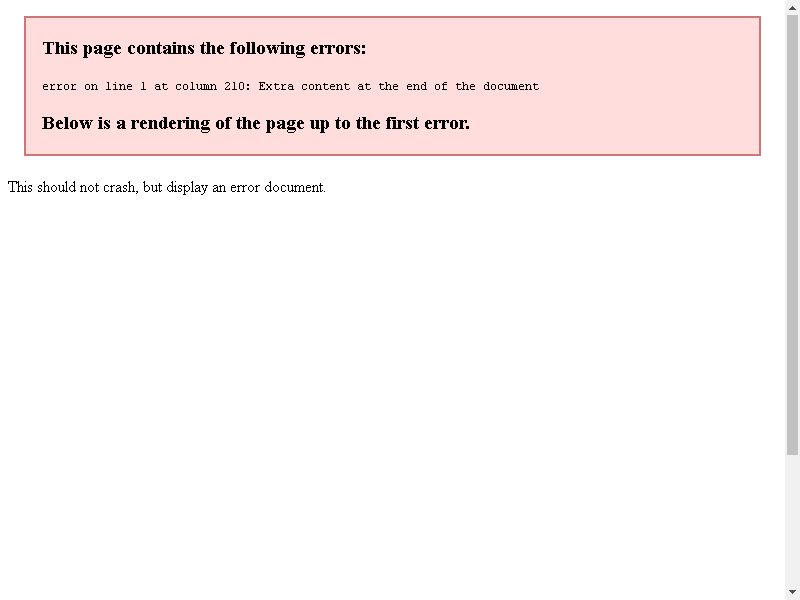 This page contains the following errors:
error on line 1 at column 210: Extra content at the end of the document
Below is a rendering of the page up to the first error.
This should not crash, but display an error document.